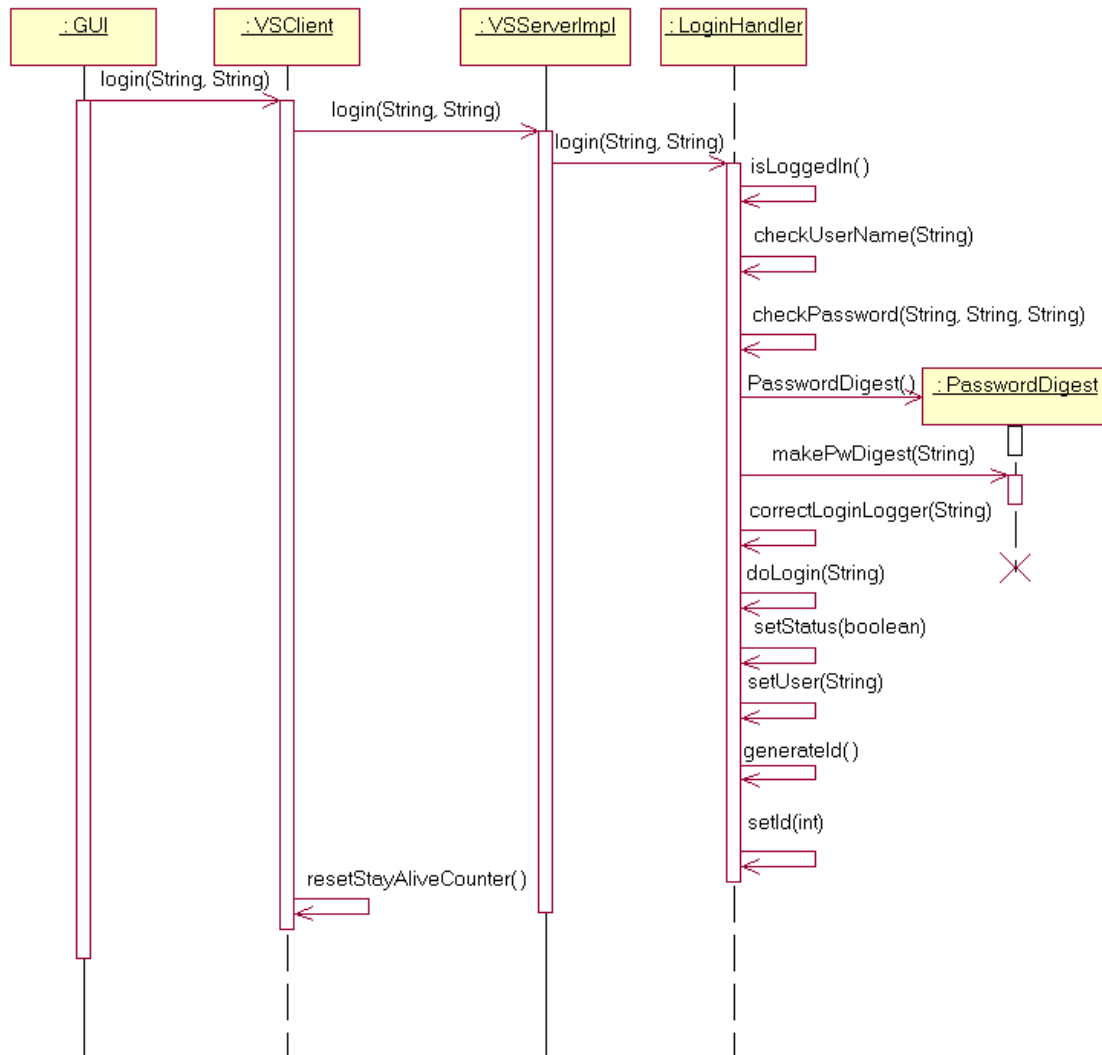 : GUI
: VSClient
: VSServerImpl
: LoginHandler
login(String, String)
login(String, String)
login(String, String)
isLoggedIn()
checkUserName(String)
checkPassword(String, String, String)
PasswordDigest()
: PasswordDigest
makePwDigest(String)
correctLoginLogger(String)
doLogin(String)
setStatus(boolean)
setUser(String)
generateId()
setId(int)
resetStayAliveCounter()